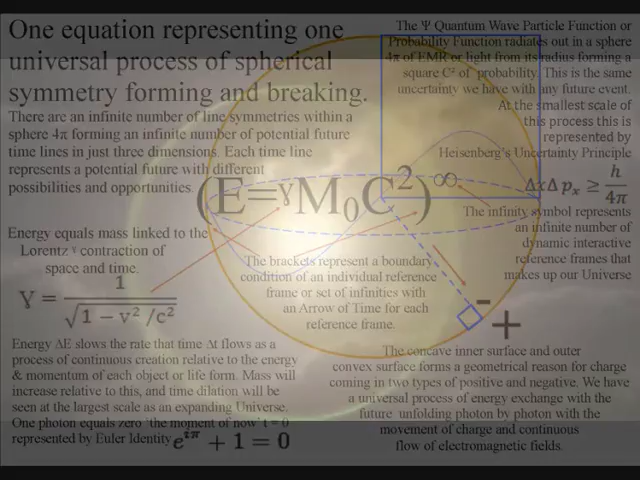 One equation representing one
universal process of spherical
symmetry forming and breaking.
There are an infinite number of line symmetries within a
sphere 4π forming an infinite number of potential future
time lines in just three dimensions. Each time line
represents a potential future with different
possibilities and opportunities.
The Ψ Quantum Wave Particle Function or
Probability Function radiates out in a sphere
4π of EMR or light from its radius forming a
square C² of probability. This is the same
uncertainty we have with any future event.
At the smallest scale of
this process this is
represented by
Heisenberg's Uncertainty Principle
Δx Δ pₓ ≥ h / 4π
(E=γM₀C²)∞
The infinity symbol represents
an infinite number of
dynamic interactive
reference frames that
makes up our Universe
Energy equals mass linked to the
Lorentz γ contraction of
space and time.
γ = 1 / √1 − v² /c²
The brackets represent a boundary
condition of an individual reference
frame or set of infinities with
an Arrow of Time for each
reference frame.
- +
Energy ΔE slows the rate that time Δt flows as a
process of continuous creation relative to the energy
& momentum of each object or life form. Mass will
increase relative to this, and time dilation will be
seen at the largest scale as an expanding Universe.
One photon equals zero 'the moment of now' t = 0
represented by Euler Identity e^iπ + 1 = 0
The concave inner surface and outer
convex surface forms a geometrical reason for charge
coming in two types of positive and negative. We have
a universal process of energy exchange with the
future unfolding photon by photon with the
movement of charge and continuous
flow of electromagnetic fields.